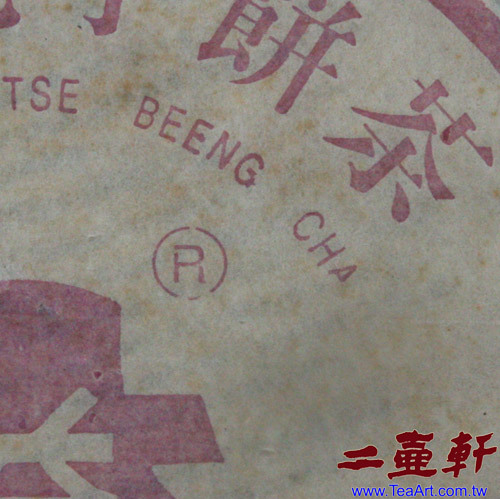 餅茶
TSE BEENG CHA
®
二壺軒
www.TeaArt.com.tw